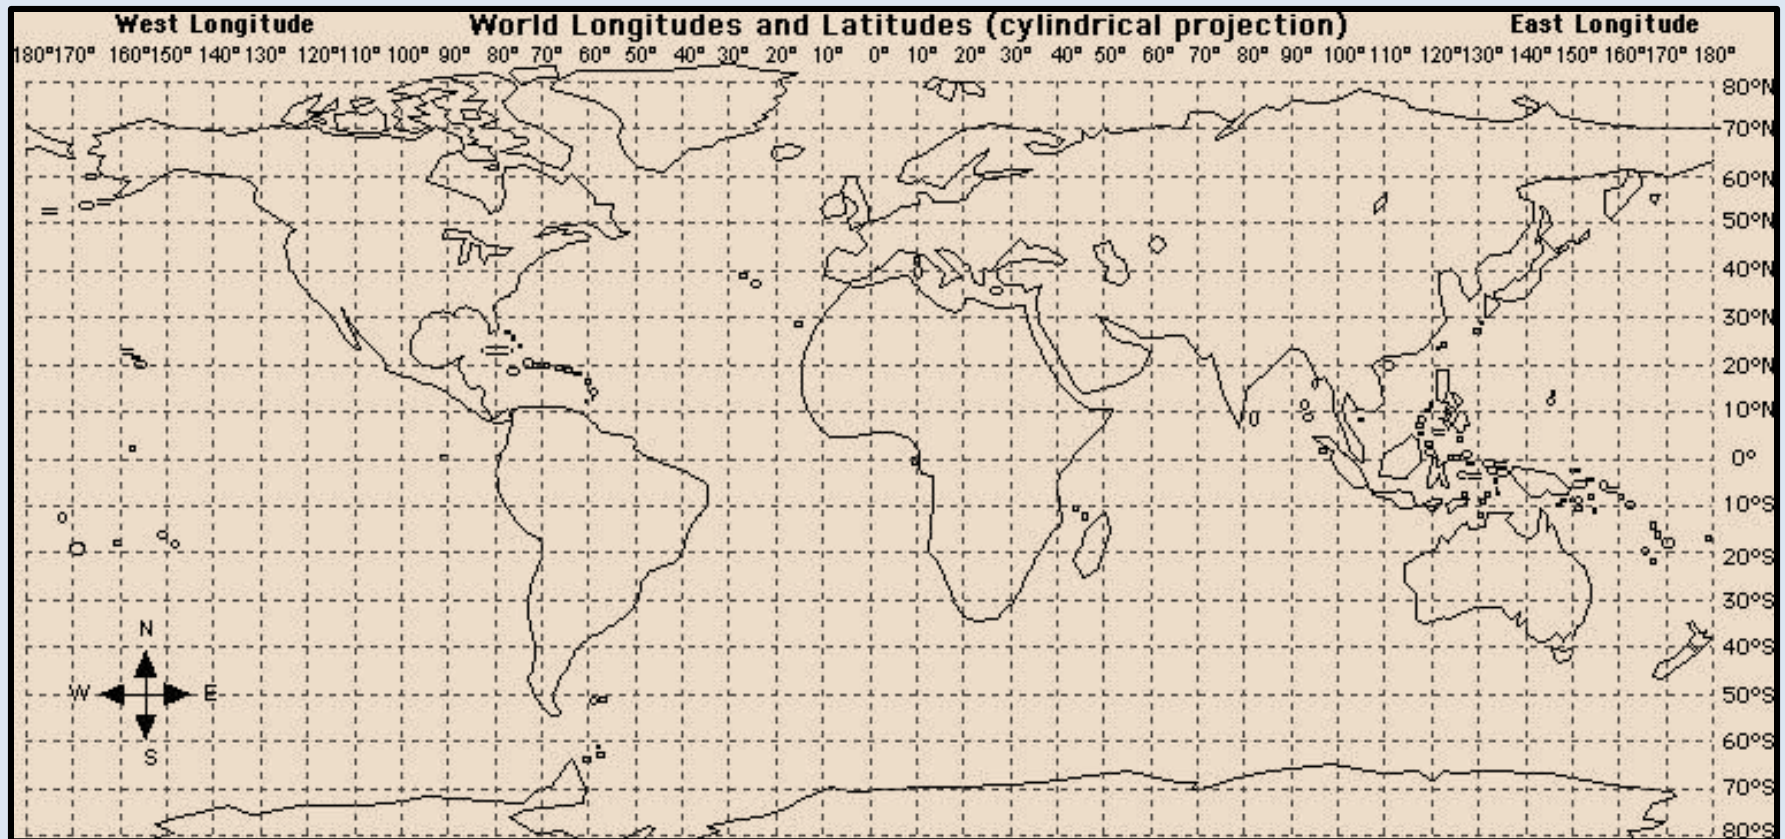 West Longitude World Longitudes and Latitudes (cylindrical projection) East Longitude
180° 170° 160° 150° 140° 130° 120° 110° 100° 90° 80° 70° 60° 50° 40° 30° 20° 10° 0° 10° 20° 30° 40° 50° 60° 70° 80° 90° 100° 110° 120° 130° 140° 150° 160° 170° 180°
80°N
70°N
60°N
50°N
40°N
30°N
20°N
10°N
0°
10°S
20°S
30°S
N
40°S
W E 50°S
S 60°S
70°S
80°S